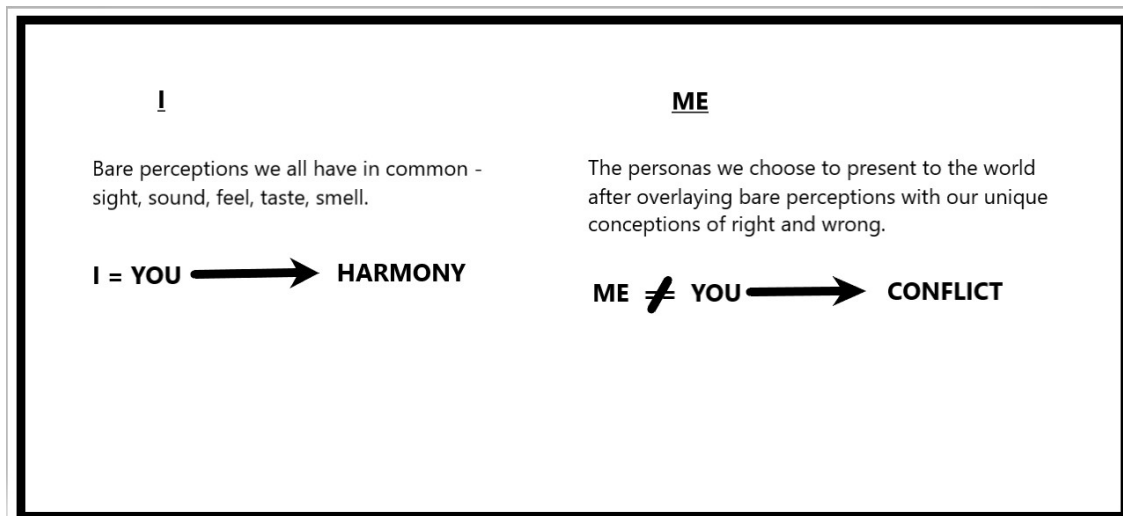 I
Bare perceptions we all have in common -
sight, sound, feel, taste, smell.
I = YOU
HARMONY
ME
The personas we choose to present to the world
after overlaying bare perceptions with our unique
conceptions of right and wrong.
ME ≠ YOU
CONFLICT